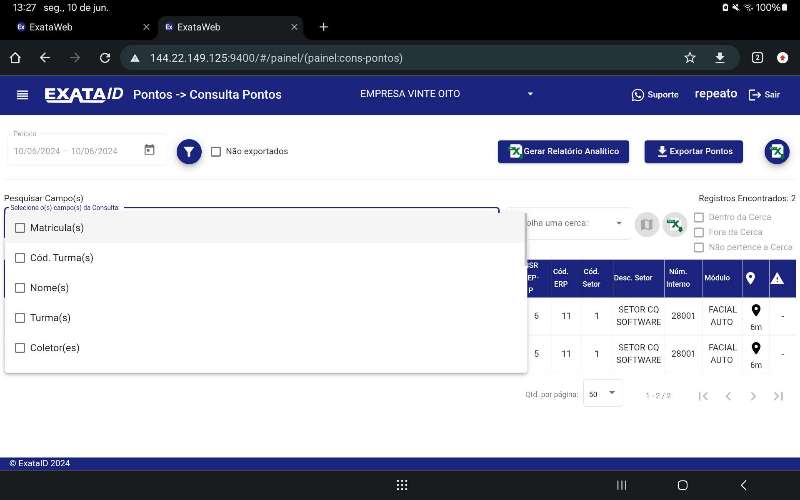 13:27 seg., 10 de jun. 100%
ExataWeb
ExataWeb
144.22.149.125:9400/#/painel/(painel:cons-pontos)
2
EXATAID
Pontos -> Consulta Pontos
EMPRESA VINTE OITO
Suporte
repeato
Sair
Período
10/06/2024 – 10/06/2024
Não exportados
Gerar Relatório Analítico
Exportar Pontos
Pesquisar Campo(s)
Registros Encontrados: 2
Selecione o(s) campo(s) da Consulta:
Matrícula(s)
Cód. Turma(s)
Nome(s)
Turma(s)
Coletor(es)
olha uma cerca:
Dentro da Cerca
Fora da Cerca
Não pertence a Cerca
Cód. ERP
Cód. Setor
Desc. Setor
Núm. Interno
Módulo
6 11 1 SETOR CQ SOFTWARE 28001 FACIAL AUTO 6m -
5 11 1 SETOR CQ SOFTWARE 28001 FACIAL AUTO 6m -
Qtd. por página: 50 1 - 2 / 2
© ExataID 2024